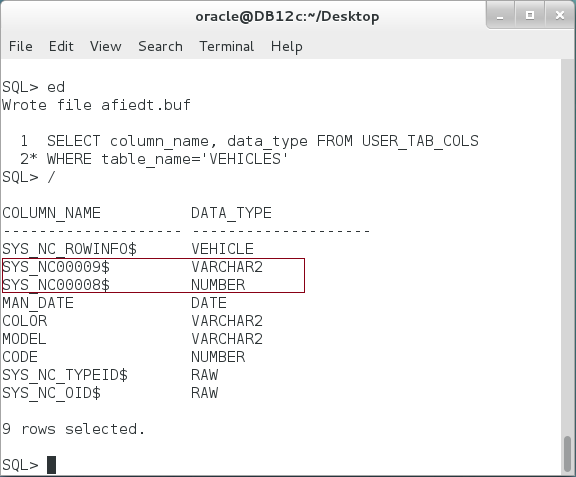 oracle@DB12c:~/Desktop
File Edit View Search Terminal Help
SQL> ed
Wrote file afiedt.buf
1 SELECT column_name, data_type FROM USER_TAB_COLS
2* WHERE table_name='VEHICLES'
SQL> /
COLUMN_NAME DATA_TYPE
-------------------- --------------------
SYS_NC_ROWINFO$ VEHICLE
SYS_NC00009$ VARCHAR2
SYS_NC00008$ NUMBER
MAN_DATE DATE
COLOR VARCHAR2
MODEL VARCHAR2
CODE NUMBER
SYS_NC_TYPEID$ RAW
SYS_NC_OID$ RAW
9 rows selected.
SQL>